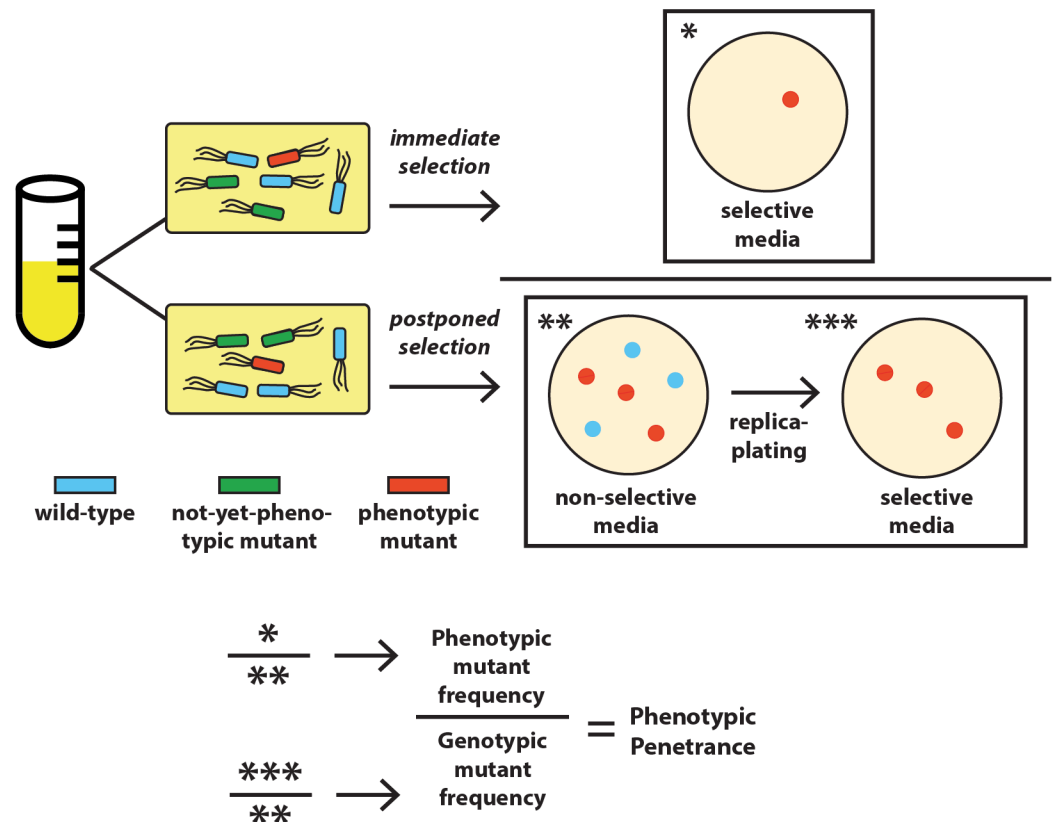 *
immediate
selection
selective
media
postponed
selection
**
***
replica-
plating
non-selective
media
selective
media
wild-type
not-yet-pheno-
typic mutant
phenotypic
mutant
*
**
Phenotypic
mutant
frequency
***
**
Genotypic
mutant
frequency
=
Phenotypic
Penetrance